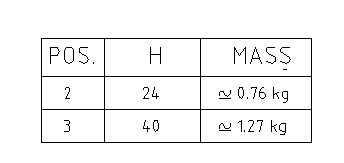 POS. H MASS
2 24 ≃ 0.76 kg
3 40 ≃ 1.27 kg